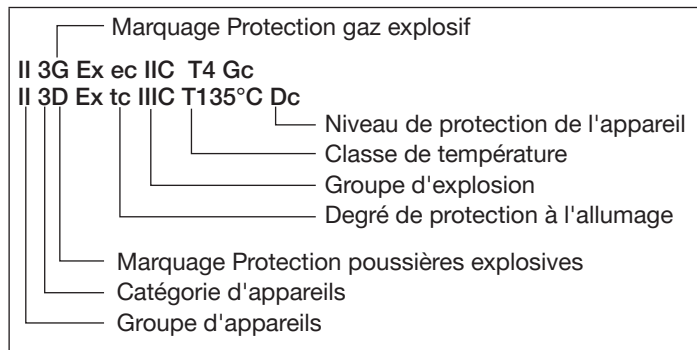 Marquage Protection gaz explosif
II 3G Ex ec IIC T4 Gc
II 3D Ex tc IIIC T135°C Dc
Niveau de protection de l'appareil
Classe de température
Groupe d'explosion
Degré de protection à l'allumage
Marquage Protection poussières explosives
Catégorie d'appareils
Groupe d'appareils